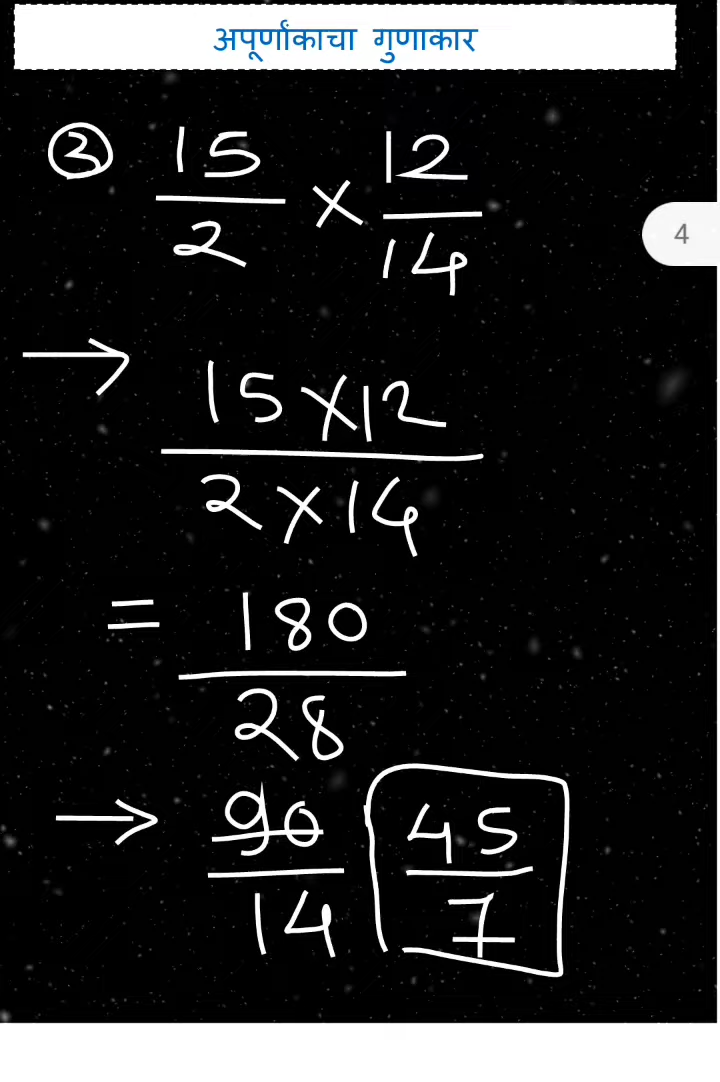 अपूर्णांकाचा गुणाकार
③ 15/2 × 12/14
4
→ 15×12/2×14
= 180/28
→ 90/14 45/7